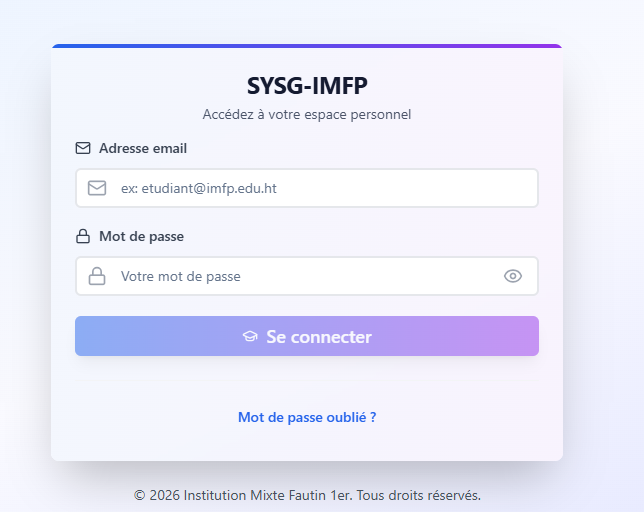 SYSG-IMFP
Accédez à votre espace personnel
Adresse email
ex: etudiant@imfp.edu.ht
Mot de passe
Votre mot de passe
Se connecter
Mot de passe oublié ?
© 2026 Institution Mixte Fautin 1er. Tous droits réservés.